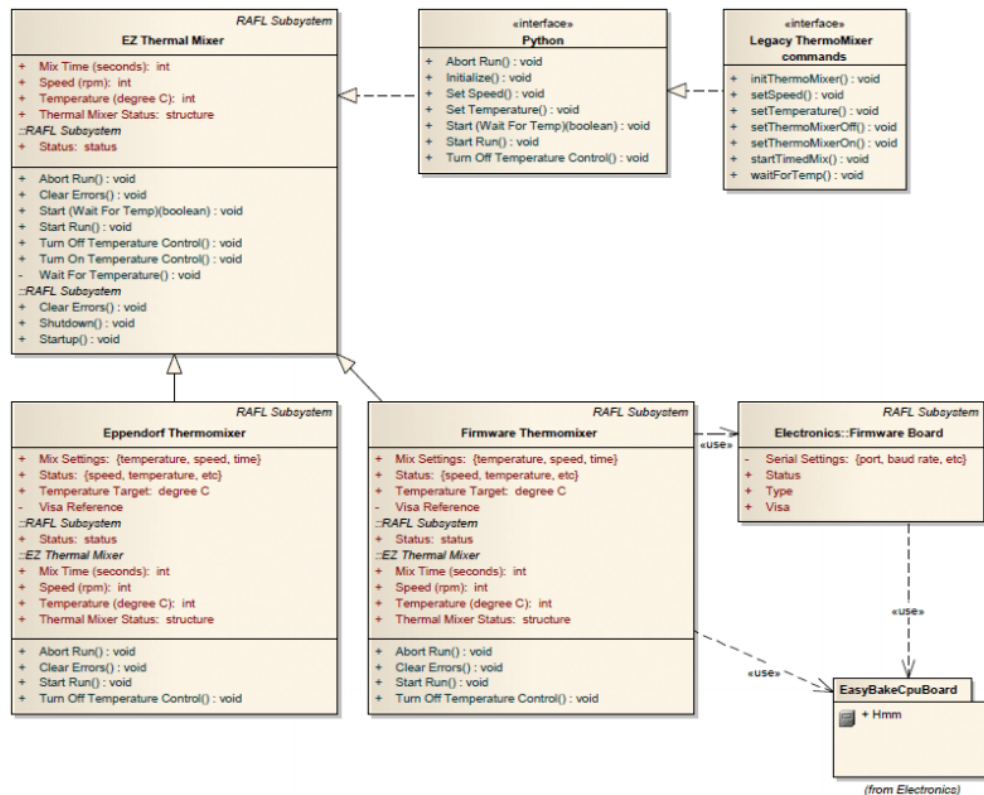 RAFL Subsystem
EZ Thermal Mixer
+ Mix Time (seconds): int
+ Speed (rpm): int
+ Temperature (degree C): int
+ Thermal Mixer Status: structure
::RAFL Subsystem
+ Status: status
+ Abort Run() : void
+ Clear Errors() : void
+ Start (Wait For Temp)(boolean) : void
+ Start Run() : void
+ Turn Off Temperature Control() : void
+ Turn On Temperature Control() : void
- Wait For Temperature() : void
::RAFL Subsystem
+ Clear Errors() : void
+ Shutdown() : void
+ Startup() : void
«interface»
Python
+ Abort Run() : void
+ Initialize() : void
+ Set Speed() : void
+ Set Temperature() : void
+ Start (Wait For Temp)(boolean) : void
+ Start Run() : void
+ Turn Off Temperature Control() : void
«interface»
Legacy ThermoMixer
commands
+ initThermoMixer() : void
+ setSpeed() : void
+ setTemperature() : void
+ setThermoMixerOff() : void
+ setThermoMixerOn() : void
+ startTimedMix() : void
+ waitForTemp() : void
RAFL Subsystem
Eppendorf Thermomixer
+ Mix Settings: {temperature, speed, time}
+ Status: {speed, temperature, etc}
+ Temperature Target: degree C
- Visa Reference
::RAFL Subsystem
+ Status: status
::EZ Thermal Mixer
+ Mix Time (seconds): int
+ Speed (rpm): int
+ Temperature (degree C): int
+ Thermal Mixer Status: structure
+ Abort Run() : void
+ Clear Errors() : void
+ Start Run() : void
+ Turn Off Temperature Control() : void
RAFL Subsystem
Firmware Thermomixer
+ Mix Settings: {temperature, speed, time}
+ Status: {speed, temperature, etc}
+ Temperature Target: degree C
- Visa Reference
::RAFL Subsystem
+ Status: status
::EZ Thermal Mixer
+ Mix Time (seconds): int
+ Speed (rpm): int
+ Temperature (degree C): int
+ Thermal Mixer Status: structure
+ Abort Run() : void
+ Clear Errors() : void
+ Start Run() : void
+ Turn Off Temperature Control() : void
«use»
RAFL Subsystem
Electronics::Firmware Board
- Serial Settings: {port, baud rate, etc}
+ Status
+ Type
+ Visa
«use»
«use»
EasyBakeCpuBoard
+ Hmm
(from Electronics)